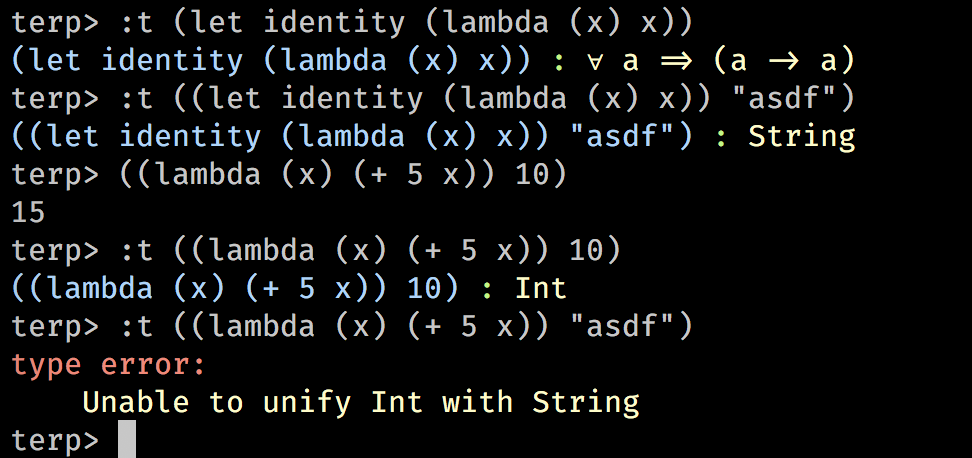 terp> :t (let identity (lambda (x) x))
(let identity (lambda (x) x)) : ∀ a ⇒ (a → a)
terp> :t ((let identity (lambda (x) x)) "asdf")
((let identity (lambda (x) x)) "asdf") : String
terp> ((lambda (x) (+ 5 x)) 10)
15
terp> :t ((lambda (x) (+ 5 x)) 10)
((lambda (x) (+ 5 x)) 10) : Int
terp> :t ((lambda (x) (+ 5 x)) "asdf")
type error:
    Unable to unify Int with String
terp>